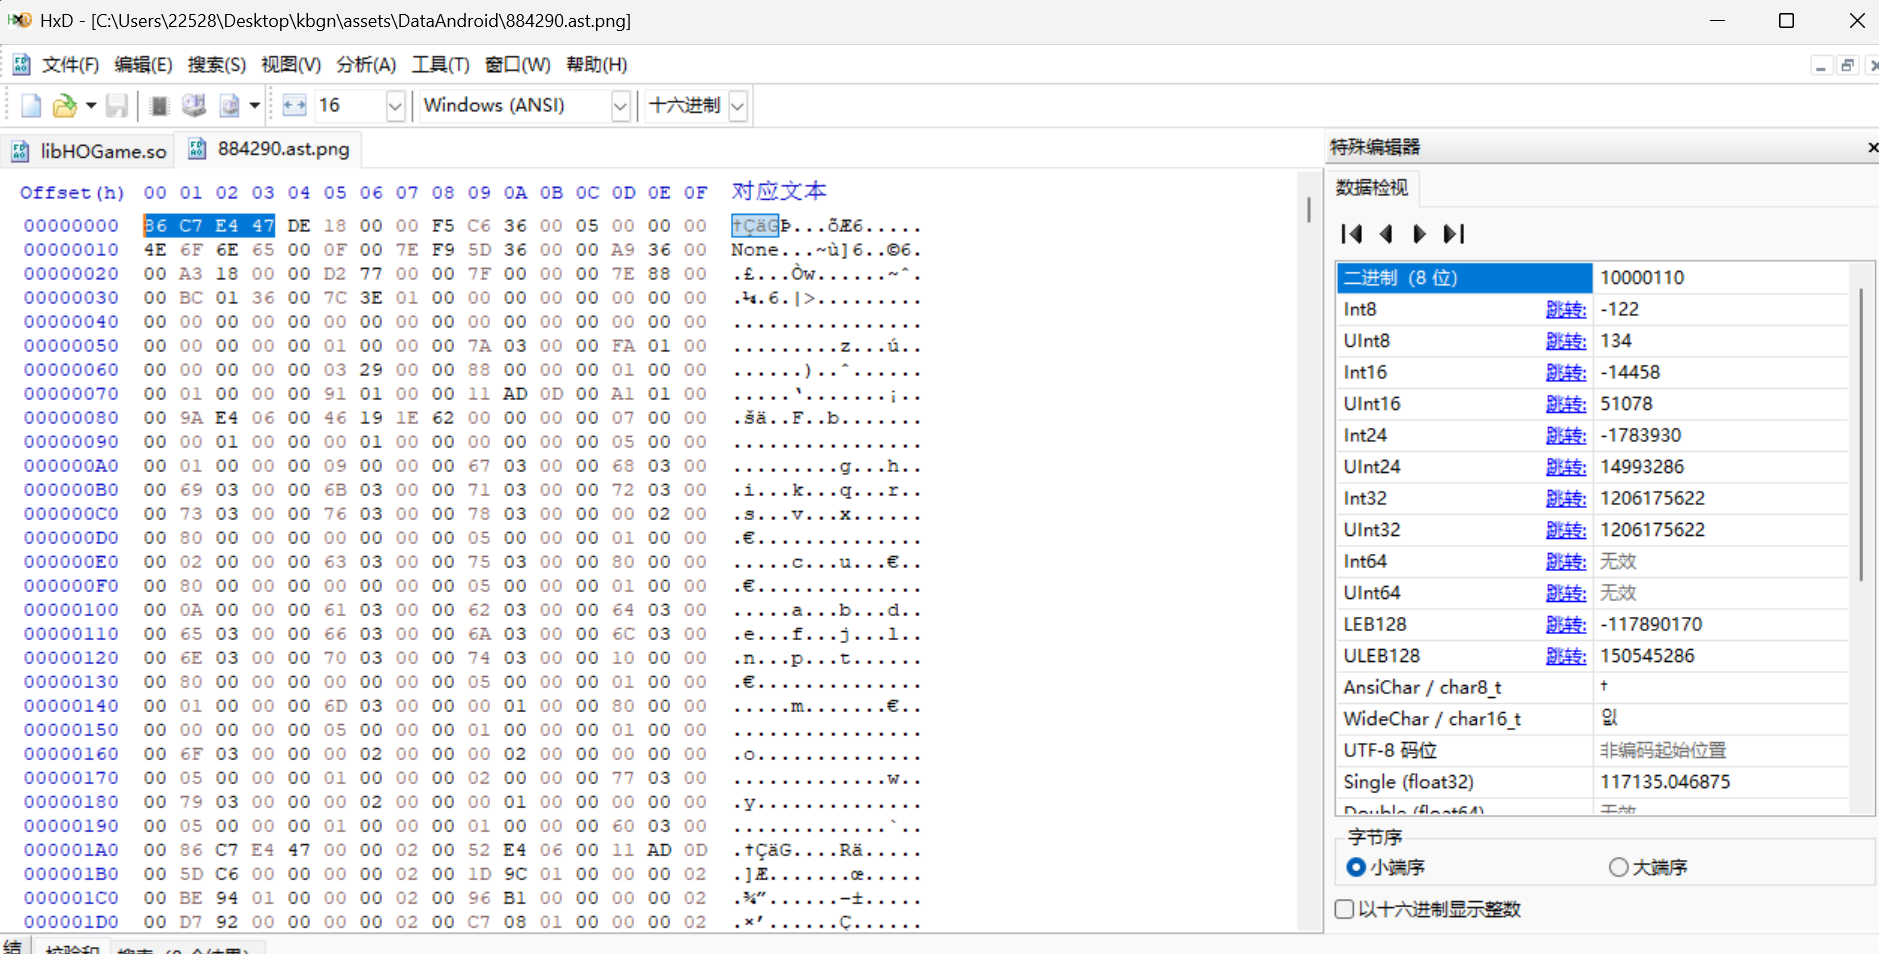 HxD - [C:\Users\22528\Desktop\kbgn\assets\DataAndroid\884290.ast.png]
文件(F) 编辑(E) 搜索(S) 视图(V) 分析(A) 工具(T) 窗口(W) 帮助(H)
16 Windows (ANSI) 十六进制
libHOGame.so 884290.ast.png
Offset(h) 00 01 02 03 04 05 06 07 08 09 0A 0B 0C 0D 0E 0F 对应文本
00000000 86 C7 E4 47 DE 18 00 00 F5 C6 36 00 05 00 00 00 †ÇäGÞ...õÆ6.....
00000010 4E 6F 6E 65 00 0F 00 7E F9 5D 36 00 00 A9 36 00 None...~ù]6..©6.
00000020 00 A3 18 00 00 D2 77 00 00 7F 00 00 00 7E 88 00 .£...Òw......~ˆ.
00000030 00 BC 01 36 00 7C 3E 01 00 00 00 00 00 00 00 00 .¼.6.|>.........
00000040 00 00 00 00 00 00 00 00 00 00 00 00 00 00 00 00 ................
00000050 00 00 00 00 00 01 00 00 00 7A 03 00 00 FA 01 00 .........z...ú..
00000060 00 00 00 00 00 03 29 00 00 88 00 00 00 01 00 00 ......)..ˆ......
00000070 00 01 00 00 00 91 01 00 00 11 AD 0D 00 A1 01 00 .....‘.......¡..
00000080 00 9A E4 06 00 46 19 1E 62 00 00 00 00 07 00 00 .šä..F..b.......
00000090 00 00 01 00 00 00 01 00 00 00 00 00 00 05 00 00 ................
000000A0 00 01 00 00 00 09 00 00 00 67 03 00 00 68 03 00 .........g...h..
000000B0 00 69 03 00 00 6B 03 00 00 71 03 00 00 72 03 00 .i...k...q...r..
000000C0 00 73 03 00 00 76 03 00 00 78 03 00 00 00 02 00 .s...v...x......
000000D0 00 80 00 00 00 00 00 00 00 05 00 00 00 01 00 00 .€..............
000000E0 00 02 00 00 00 63 03 00 00 75 03 00 00 80 00 00 .....c...u...€..
000000F0 00 80 00 00 00 00 00 00 00 05 00 00 00 01 00 00 .€..............
00000100 00 0A 00 00 00 61 03 00 00 62 03 00 00 64 03 00 .....a...b...d..
00000110 00 65 03 00 00 66 03 00 00 6A 03 00 00 6C 03 00 .e...f...j...l..
00000120 00 6E 03 00 00 70 03 00 00 74 03 00 00 10 00 00 .n...p...t......
00000130 00 80 00 00 00 00 00 00 00 05 00 00 00 01 00 00 .€..............
00000140 00 01 00 00 00 6D 03 00 00 00 01 00 00 80 00 00 .....m.......€..
00000150 00 00 00 00 00 05 00 00 00 01 00 00 00 01 00 00 ................
00000160 00 6F 03 00 00 00 02 00 00 00 02 00 00 00 00 00 .o..............
00000170 00 05 00 00 00 01 00 00 00 02 00 00 00 77 03 00 .............w..
00000180 00 79 03 00 00 00 02 00 00 00 01 00 00 00 00 00 .y..............
00000190 00 05 00 00 00 01 00 00 00 01 00 00 00 60 03 00 .............`..
000001A0 00 86 C7 E4 47 00 00 00 02 00 52 E4 06 00 11 AD 0D .†ÇäG....Rä.....
000001B0 00 5D C6 00 00 00 00 02 00 1D 9C 01 00 00 00 02 .]Æ.......œ.....
000001C0 00 BE 94 01 00 00 00 02 00 96 B1 00 00 00 00 02 .¾”......–±.....
000001D0 00 D7 92 00 00 00 00 02 00 C7 08 01 00 00 00 02 .×’......Ç......
特殊编辑器
数据检视
二进制 (8 位) 10000110
Int8 跳转: -122
UInt8 跳转: 134
Int16 跳转: -14458
UInt16 跳转: 51078
Int24 跳转: -1783930
UInt24 跳转: 14993286
Int32 跳转: 1206175622
UInt32 跳转: 1206175622
Int64 跳转: 无效
UInt64 跳转: 无效
LEB128 跳转: -117890170
ULEB128 跳转: 150545286
AnsiChar / char8_t †
WideChar / char16_t 잆
UTF-8 码位 非编码起始位置
Single (float32) 117135.046875
Double (float64) 无效
字节序
小端序 大端序
以十六进制显示整数
结 校验和